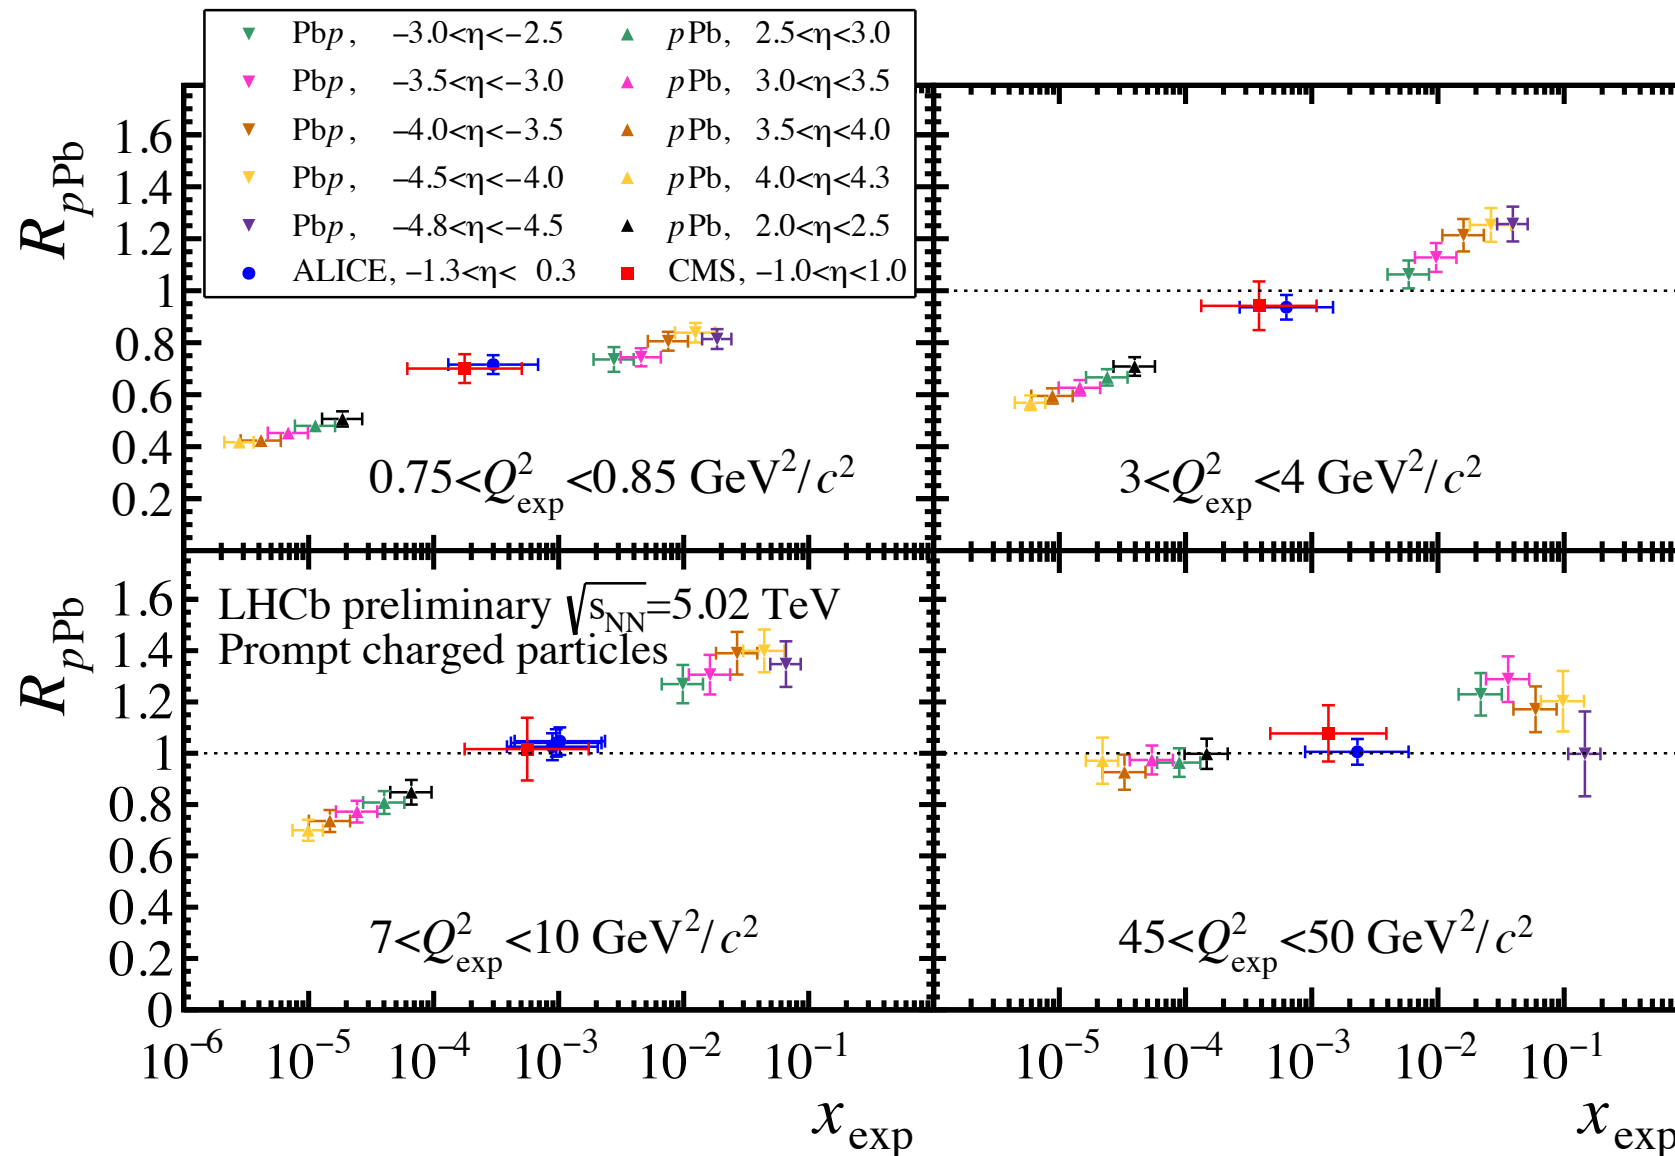 Pbp, −3.0<η<−2.5 pPb, 2.5<η<3.0
Pbp, −3.5<η<−3.0 pPb, 3.0<η<3.5
Pbp, −4.0<η<−3.5 pPb, 3.5<η<4.0
Pbp, −4.5<η<−4.0 pPb, 4.0<η<4.3
Pbp, −4.8<η<−4.5 pPb, 2.0<η<2.5
ALICE, −1.3<η< 0.3 CMS, −1.0<η<1.0
R_pPb
1.6
1.4
1.2
1
0.8
0.6
0.4
0.2
0.75<Q²_exp<0.85 GeV²/c²
3<Q²_exp<4 GeV²/c²
R_pPb
1.6
1.4
1.2
1
0.8
0.6
0.4
0.2
0
LHCb preliminary √s_NN=5.02 TeV
Prompt charged particles
7<Q²_exp<10 GeV²/c²
45<Q²_exp<50 GeV²/c²
10⁻⁶ 10⁻⁵ 10⁻⁴ 10⁻³ 10⁻² 10⁻¹ 10⁻⁵ 10⁻⁴ 10⁻³ 10⁻² 10⁻¹
x_exp x_exp